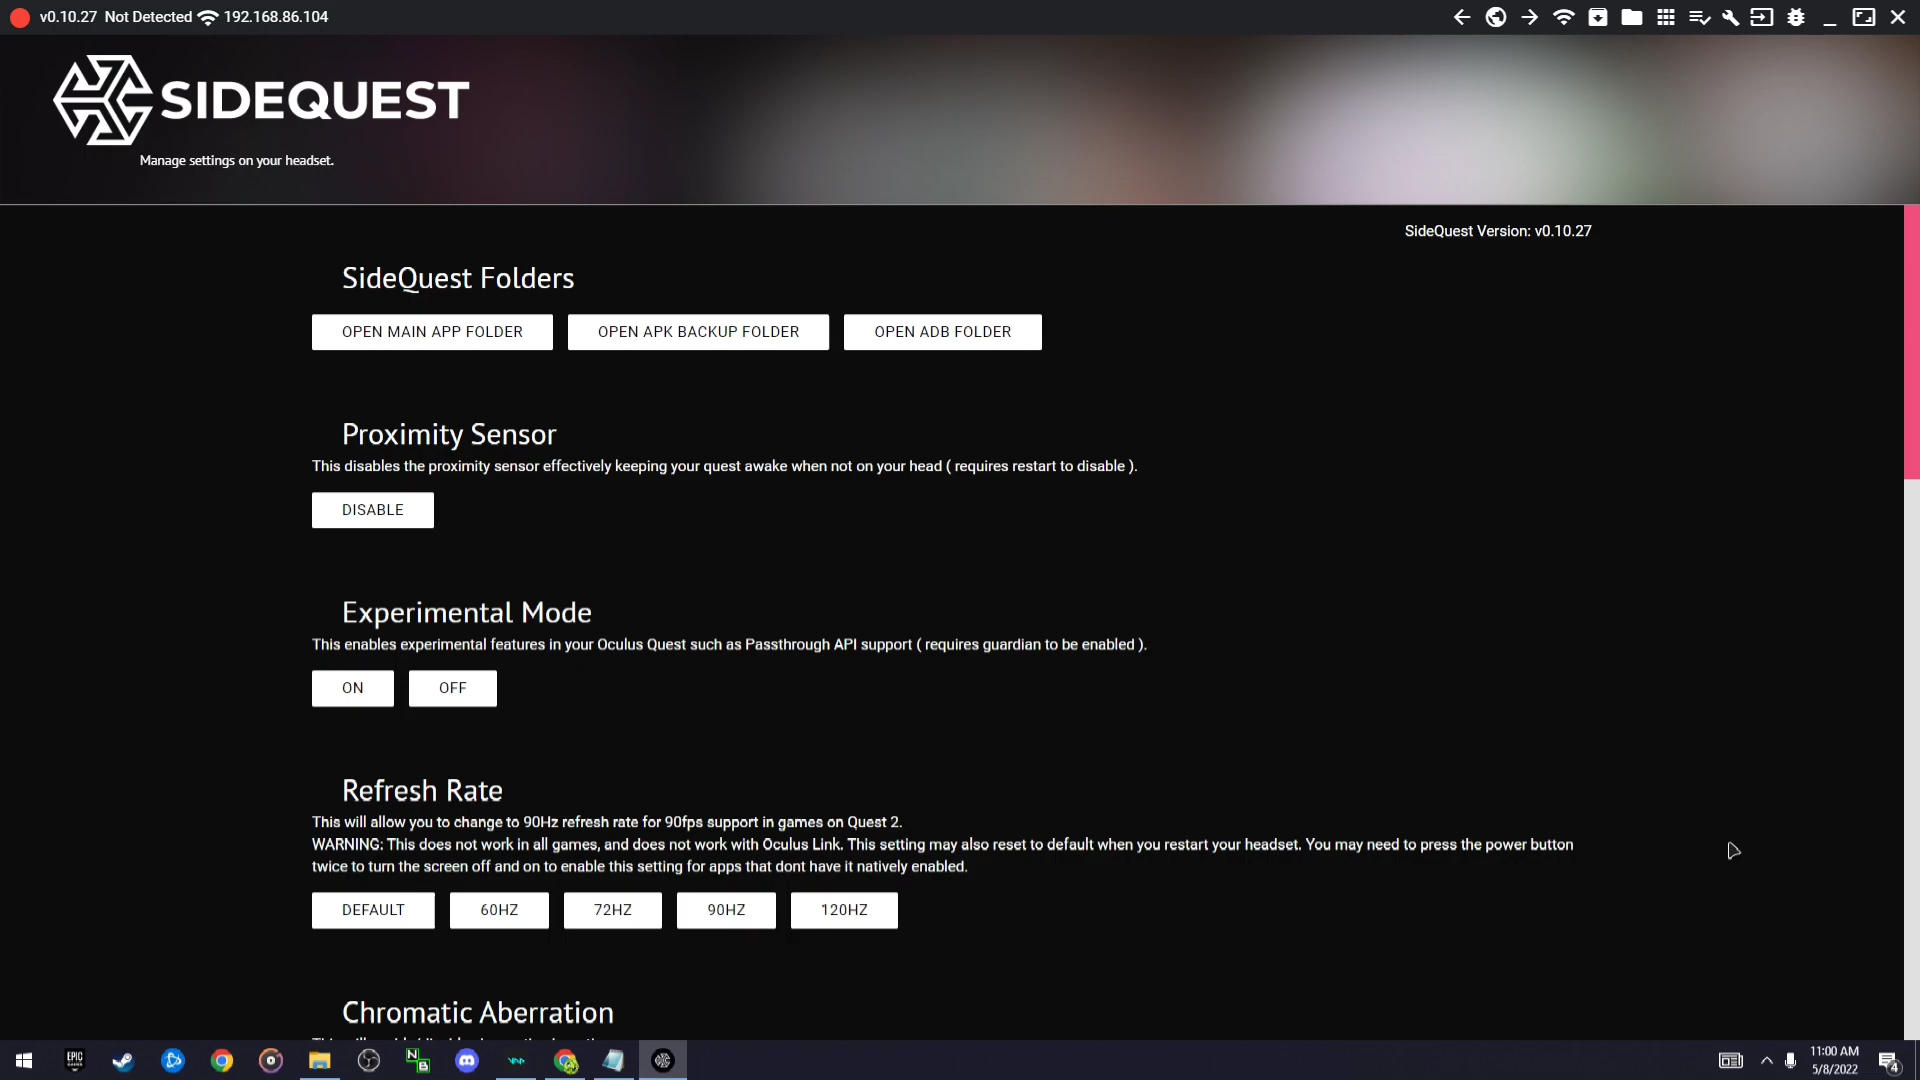 v0.10.27 Not Detected 192.168.86.104
SIDEQUEST
Manage settings on your headset.
SideQuest Version: v0.10.27
SideQuest Folders
OPEN MAIN APP FOLDER OPEN APK BACKUP FOLDER OPEN ADB FOLDER
Proximity Sensor
This disables the proximity sensor effectively keeping your quest awake when not on your head ( requires restart to disable ).
DISABLE
Experimental Mode
This enables experimental features in your Oculus Quest such as Passthrough API support ( requires guardian to be enabled ).
ON OFF
Refresh Rate
This will allow you to change to 90Hz refresh rate for 90fps support in games on Quest 2.
WARNING: This does not work in all games, and does not work with Oculus Link. This setting may also reset to default when you restart your headset. You may need to press the power button
twice to turn the screen off and on to enable this setting for apps that dont have it natively enabled.
DEFAULT 60HZ 72HZ 90HZ 120HZ
Chromatic Aberration
EPIC
N
B
11:00 AM
5/8/2022
4